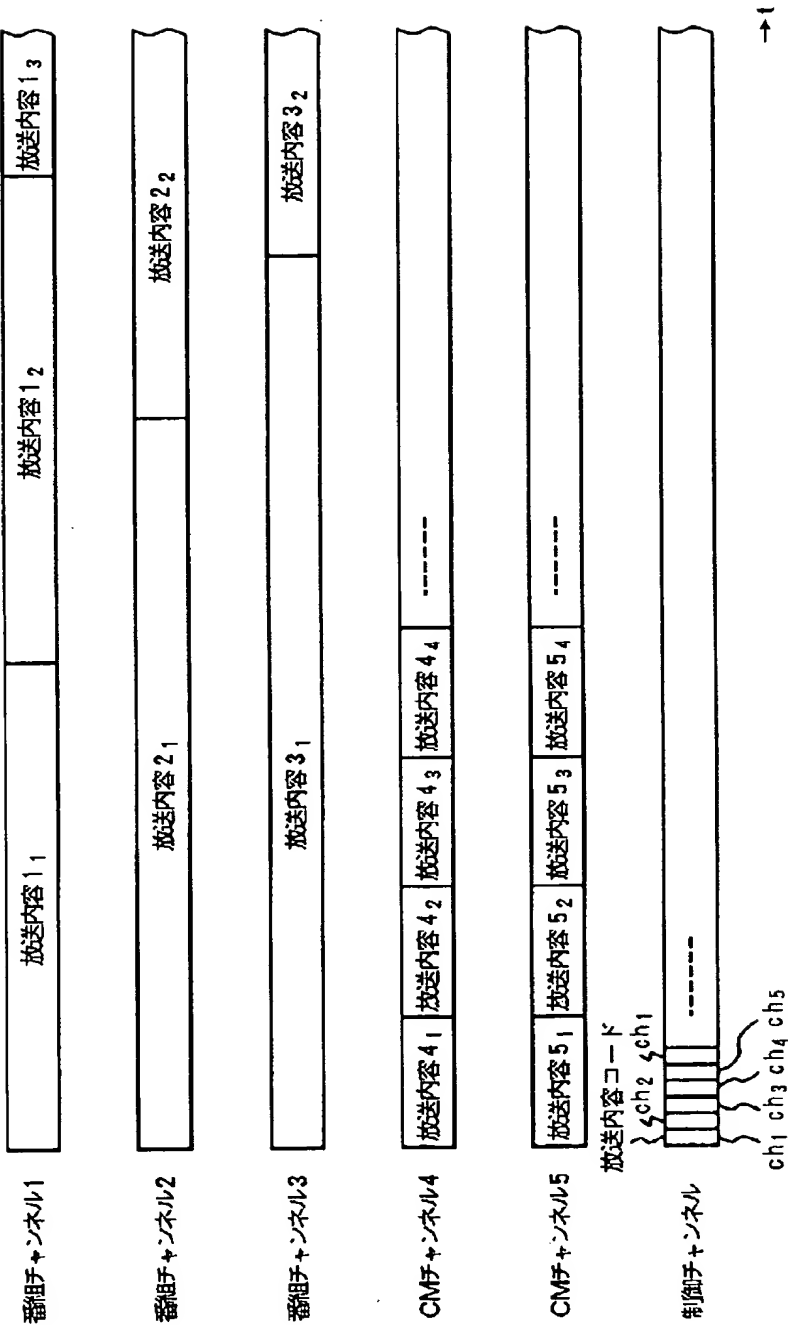 番組チャンネル1
放送内容1₁
放送内容1₂
放送内容1₃
番組チャンネル2
放送内容2₁
放送内容2₂
番組チャンネル3
放送内容3₁
放送内容3₂
CMチャンネル4
放送内容4₁
放送内容4₂
放送内容4₃
放送内容4₄
CMチャンネル5
放送内容5₁
放送内容5₂
放送内容5₃
放送内容5₄
放送内容コード
ch2
ch1
制御チャンネル
ch1 ch3 ch4 ch5
→t